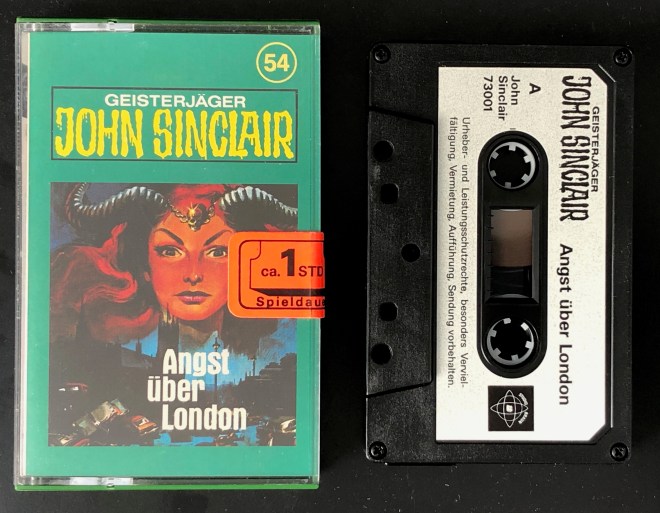 54
GEISTERJÄGER
JOHN SINCLAIR
ca. 1 STD
Angst
über
London
GEISTERJÄGER
JOHN SINCLAIR
Angst über London
A
John
Sinclair
73001
Urheber- und Leistungsschutzrechte, besonders Verviel-
fältigung, Vermietung, Aufführung, Sendung vorbehalten.